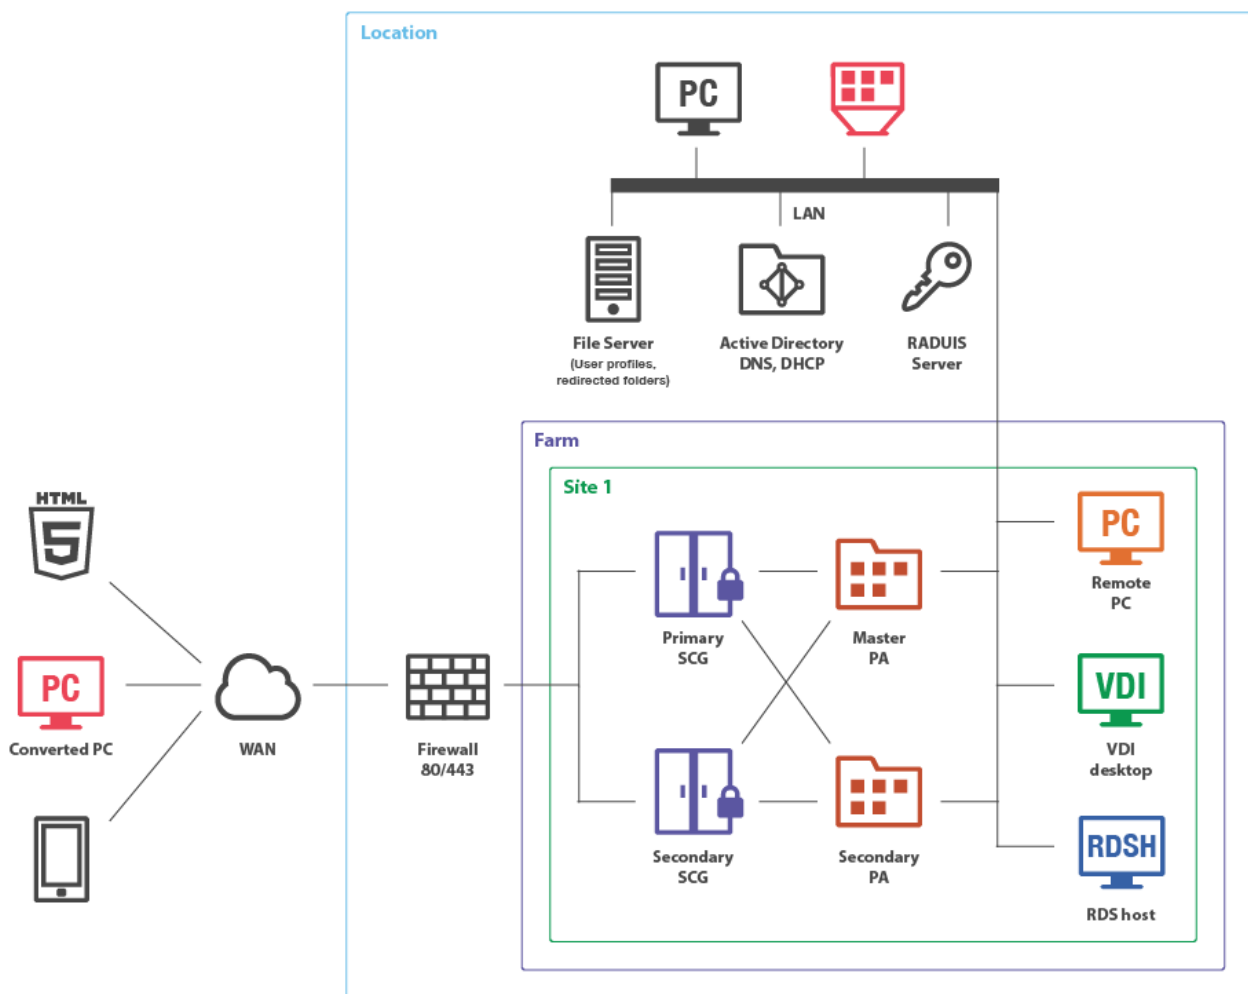 Location
PC
LAN
File Server
(User profiles,
redirected folders)
Active Directory
DNS, DHCP
RADUIS
Server
Farm
Site 1
HTML
5
PC
Converted PC
WAN
Firewall
80/443
Primary
SCG
Master
PA
Secondary
SCG
Secondary
PA
PC
Remote
PC
VDI
VDI
desktop
RDSH
RDS host